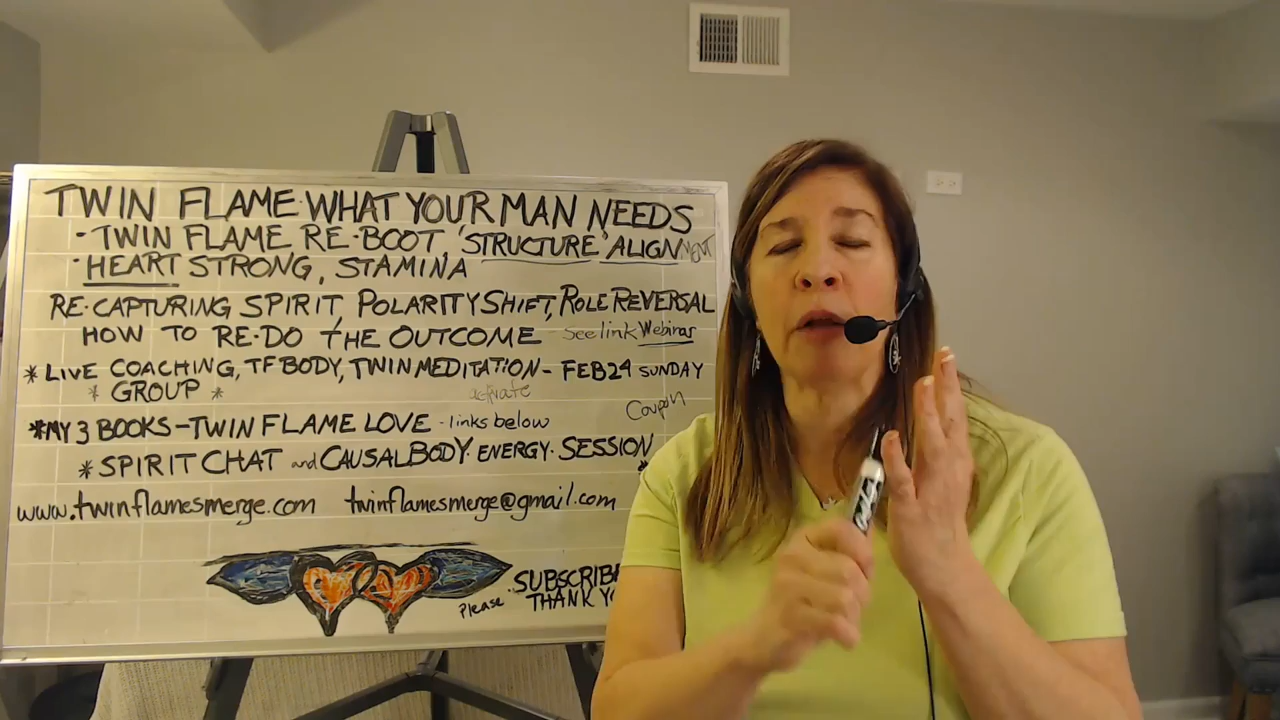 TWIN FLAME·WHAT YOUR MAN NEEDS
· TWIN FLAME RE·BOOT, 'STRUCTURE' ALIGNMENT
· HEART STRONG, STAMINA
RE·CAPTURING SPIRIT, POLARITY SHIFT, ROLE REVERSAL
HOW TO RE·DO THE OUTCOME - See link Webinar
* LIVE COACHING, TF BODY, TWIN MEDITATION - FEB 24 SUNDAY
* GROUP * activate
Coupon
* MY 3 BOOKS - TWIN FLAME LOVE - links below
* SPIRIT CHAT and CAUSAL BODY· ENERGY· SESSION *
www.twinflamesmerge.com twinflamesmerge@gmail.com
Please SUBSCRIBE
THANK